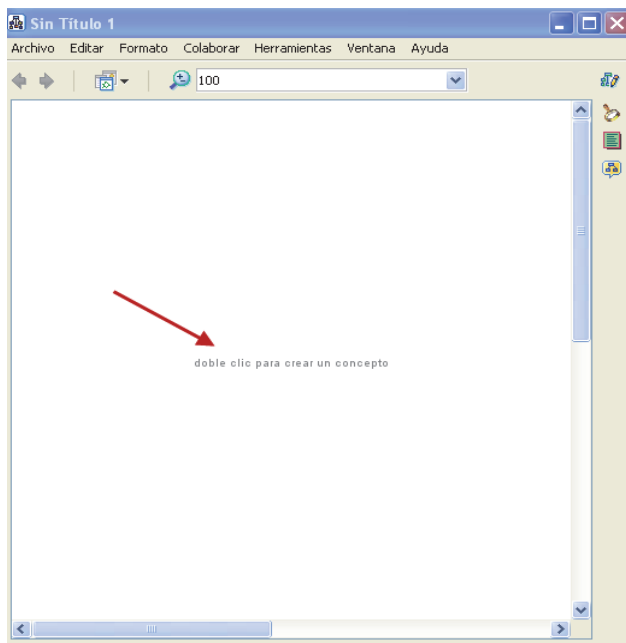 Sin Título 1
Archivo Editar Formato Colaborar Herramientas Ventana Ayuda
100
doble clic para crear un concepto